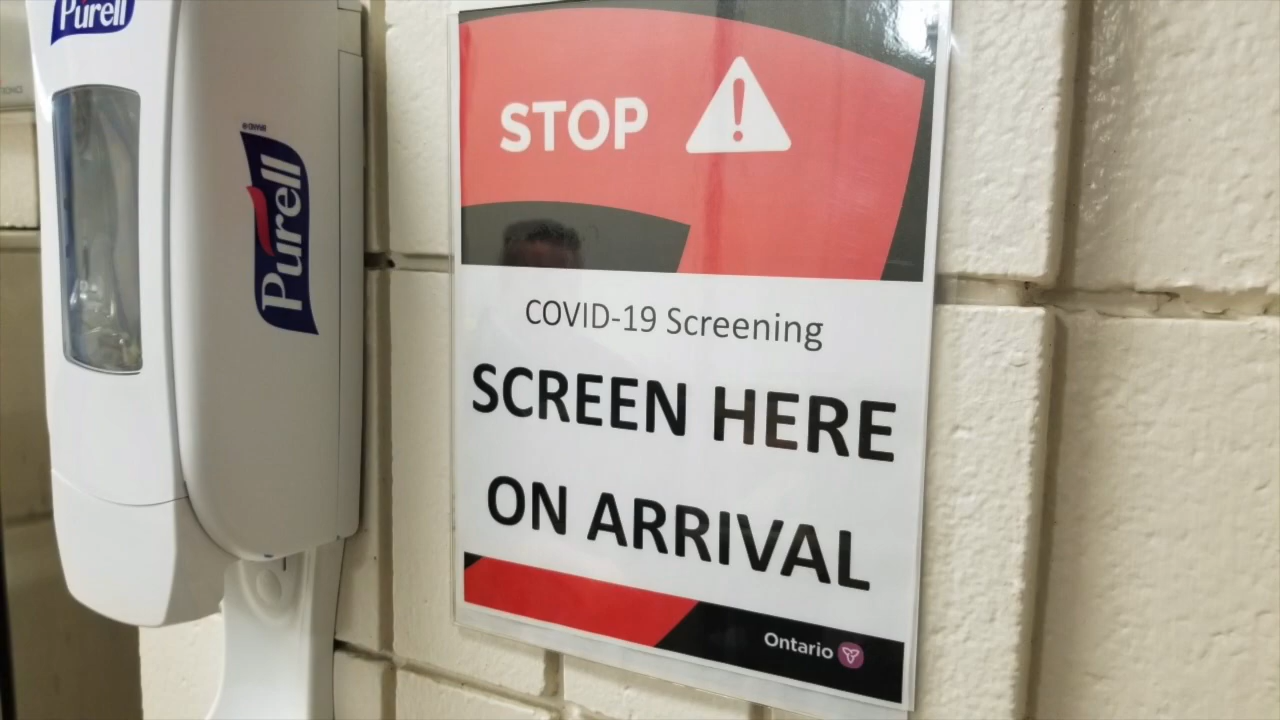 Purell
Purell
STOP
COVID-19 Screening
SCREEN HERE
ON ARRIVAL
Ontario